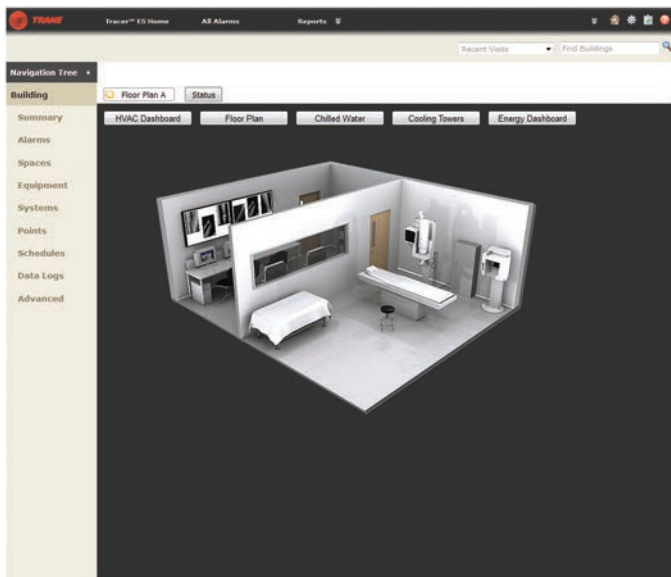 TRANE Tracer™ ES Home All Alarms Reports
Recent Visits Find Buildings
Navigation Tree
Building
Floor Plan A Status
Summary
HVAC Dashboard Floor Plan Chilled Water Cooling Towers Energy Dashboard
Alarms
Spaces
Equipment
Systems
Points
Schedules
Data Logs
Advanced